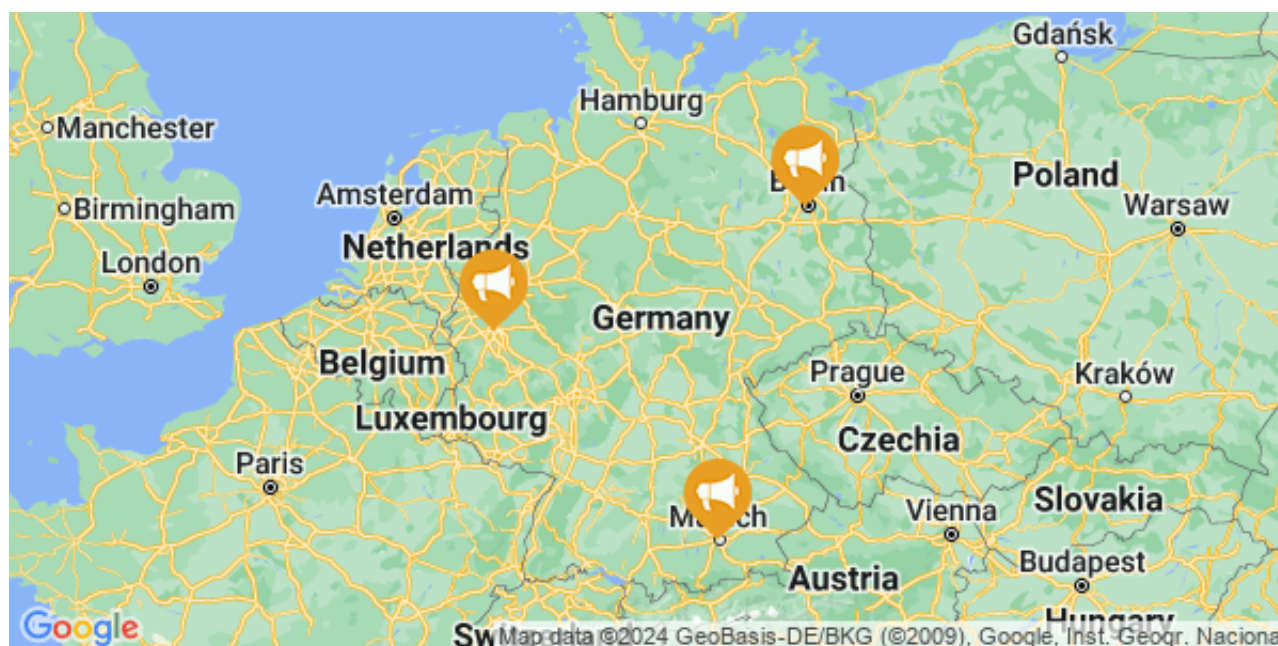 Gdańsk
Hamburg
Manchester
Poland
Amsterdam
Birmingham
Warsaw
Netherlands
London
Germany
Belgium
Prague
Kraków
Luxembourg
Czechia
Paris
Slovakia
Vienna
Budapest
Austria
Hungary
Google
Map data ©2024 GeoBasis-DE/BKG (©2009), Google, Inst. Geogr. Naciona